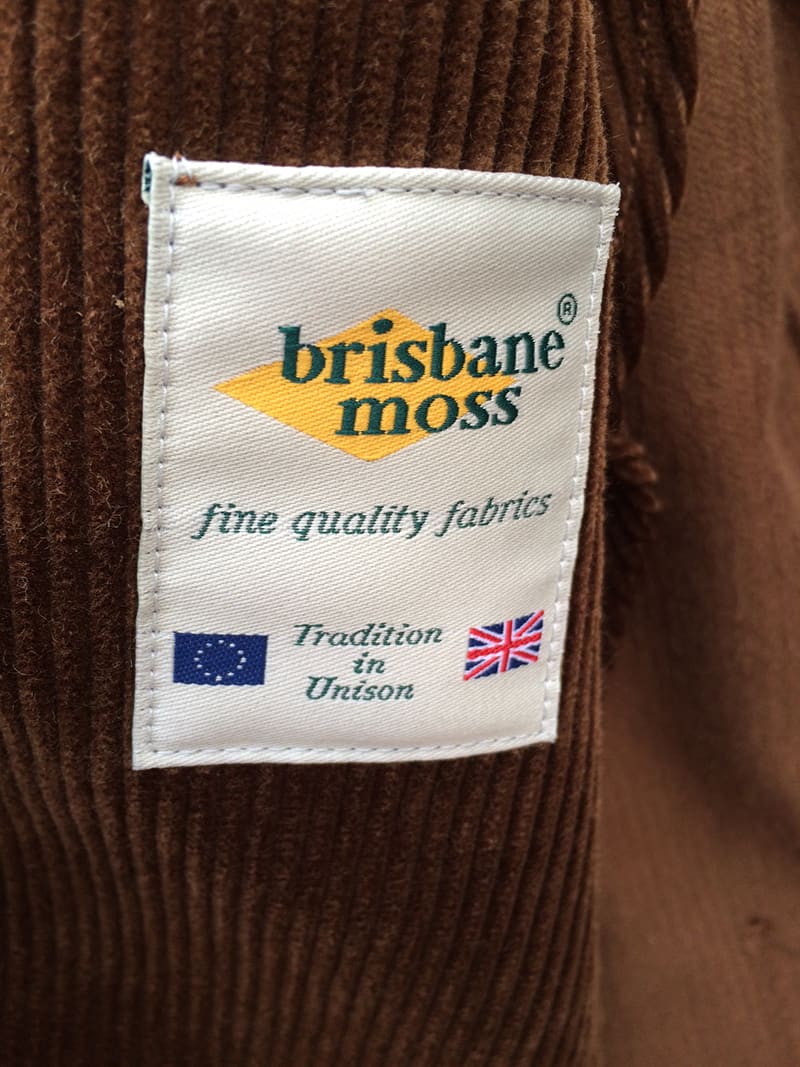 brisbane®
moss
fine quality fabrics
Tradition
in
Unison